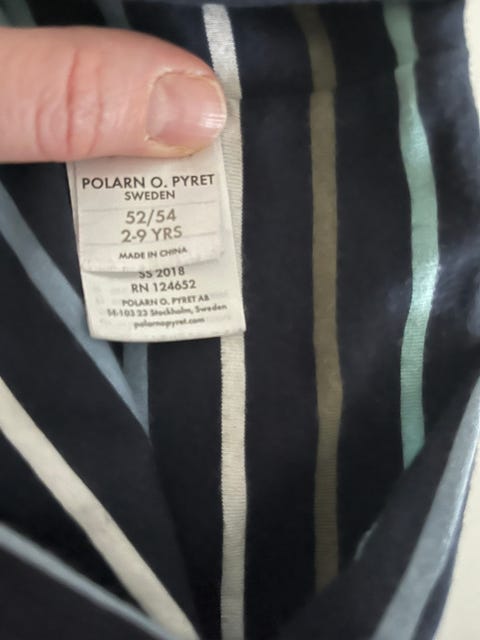 POLARN O. PYRET
SWEDEN
52/54
2-9 YRS
MADE IN CHINA
SS 2018
RN 124652
POLARN O. PYRET AB
SE-103 23 Stockholm, Sweden
polarnopyret.com